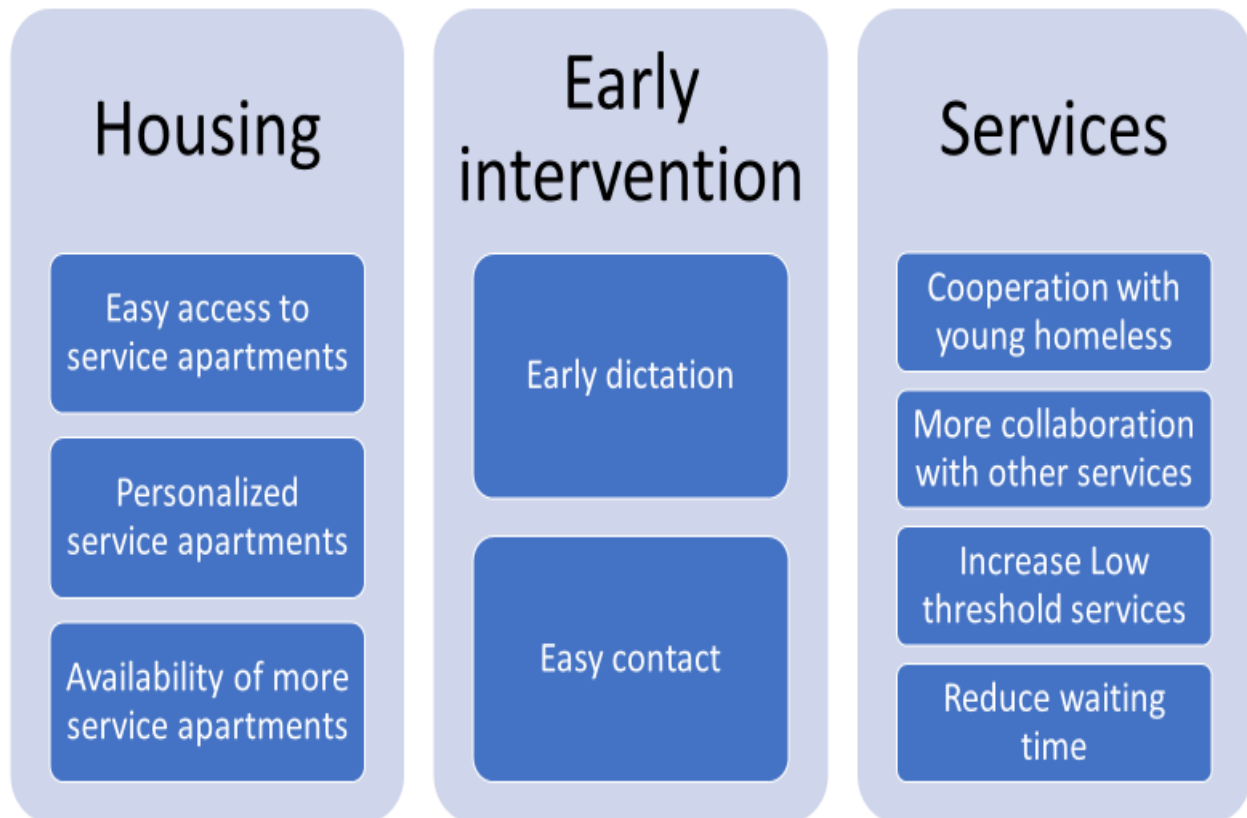 Housing
Easy access to
service apartments
Personalized
service apartments
Availability of more
service apartments
Early
intervention
Early dictation
Easy contact
Services
Cooperation with
young homeless
More collaboration
with other services
Increase Low
threshold services
Reduce waiting
time